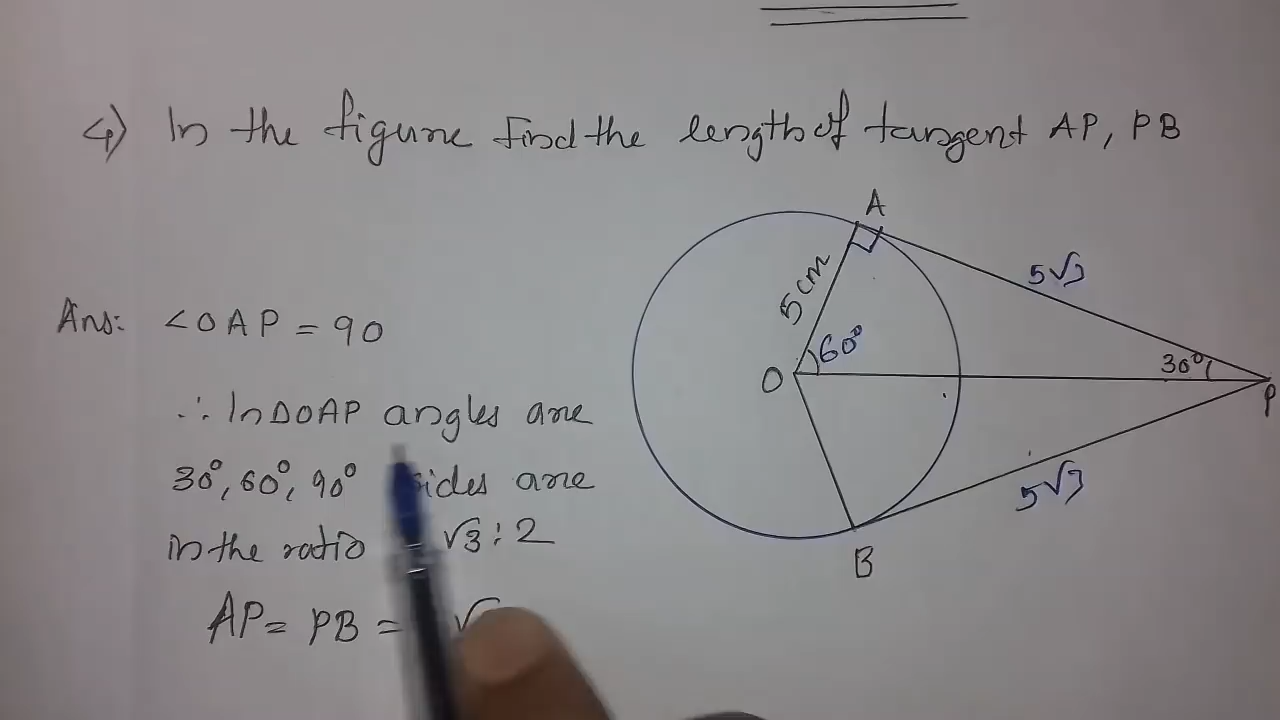 4) In the figure find the length of tangent AP, PB
A
5 cm
5√3
60°
30°
O
P
5√3
B
Ans: <OAP = 90
∴ In △OAP angles are
30°, 60°, 90° sides are
in the ratio √3 : 2
AP = PB = √